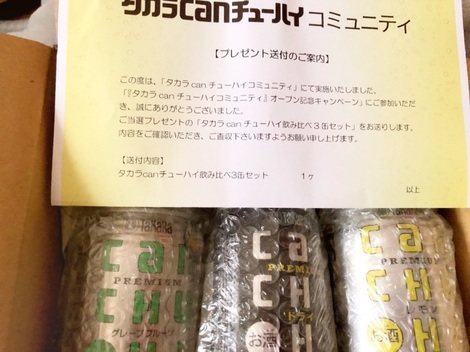 タカラcanチューハイコミュニティ
【プレゼント送付のご案内】
この度は、「タカラcanチューハイコミュニティ」にて実施いたしました、
「『タカラcanチューハイコミュニティ』オープン記念キャンペーン」にご参加いただ
き、誠にありがとうございました。
ご当選プレゼントの「タカラcanチューハイ飲み比べ3缶セット」をお送りします。
内容をご確認いただき、ご査収下さいますようお願い申し上げます。
【送付内容】
タカラcanチューハイ飲み比べ3缶セット 1ヶ
以上
TaKaRa
can
PREMIUM
CHU
グレープフルーツ
can
PREMIUM
CH
ドライ
お酒
can
PREMIUM
CHU
レモン
お酒